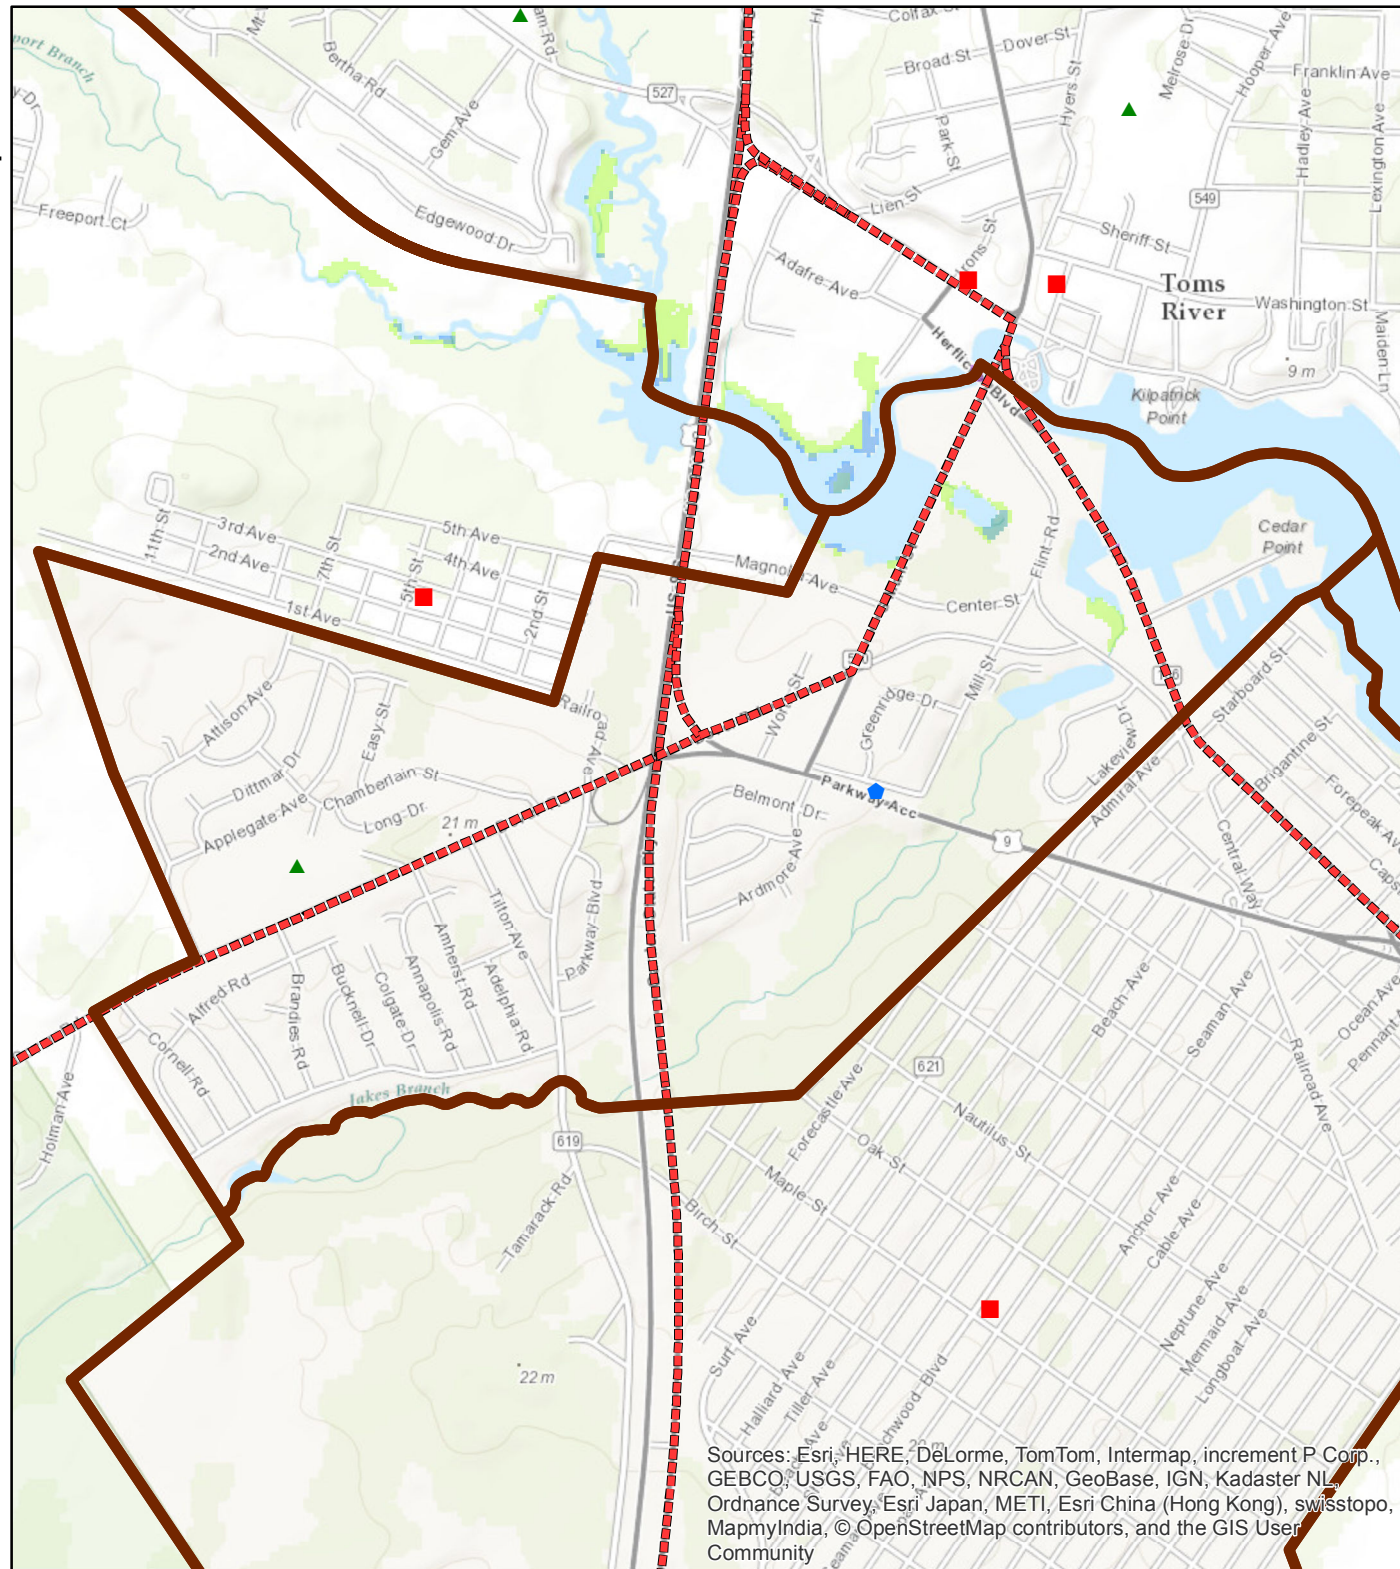 Colfax St
Dover St
Broad St
Melrose Dr
Hooper Ave
Franklin Ave
port Branch
Bertha Rd
Gem Ave
527
Park St
Hyers St
Hadley Ave
Lexington Ave
Freeport Ct
Edgewood Dr
Lien St
549
Sheriff St
Irons St
Adafre Ave
Toms
River
Washington St
Maiden Ln
9 m
Kilpatrick
Point
Blvd
Cedar
Point
11th St
3rd Ave
2nd Ave
1st Ave
7th St
5th St
5th Ave
4th Ave
2nd St
Magnolia Ave
Center St
Flint Rd
Mill St
Greenridge Dr
Attison Ave
Easy St
Dittmar Dr
Applegate Ave
Chamberlain St
Long Dr
21 m
Railroad Ave
Belmont Dr
Parkway Acc
Ardmore Ave
9
Lakeview Dr
Admiral Ave
Starboard St
Brigantine St
Forepeak Ave
Central Way
Alfred Rd
Cornell Rd
Brandies Rd
Bucknell Dr
Colgate Dr
Annapolis Rd
Amherst Rd
Adelphia Rd
Tilton Ave
Parkway Blvd
Jakes Branch
Holman Ave
619
621
Tamarack Rd
Birch St
Maple St
Oak St
Nautilus St
Forecastle Ave
Beach Ave
Seaman Ave
Railroad Ave
Ocean Ave
Pennant
Anchor Ave
Cable Ave
Neptune Ave
Mermaid Ave
Longboat Ave
Surf Ave
Halliard Ave
Tiller Ave
22 m
Sources: Esri, HERE, DeLorme, TomTom, Intermap, increment P Corp.,
GEBCO, USGS, FAO, NPS, NRCAN, GeoBase, IGN, Kadaster NL,
Ordnance Survey, Esri Japan, METI, Esri China (Hong Kong), swisstopo,
MapmyIndia, © OpenStreetMap contributors, and the GIS User
Community